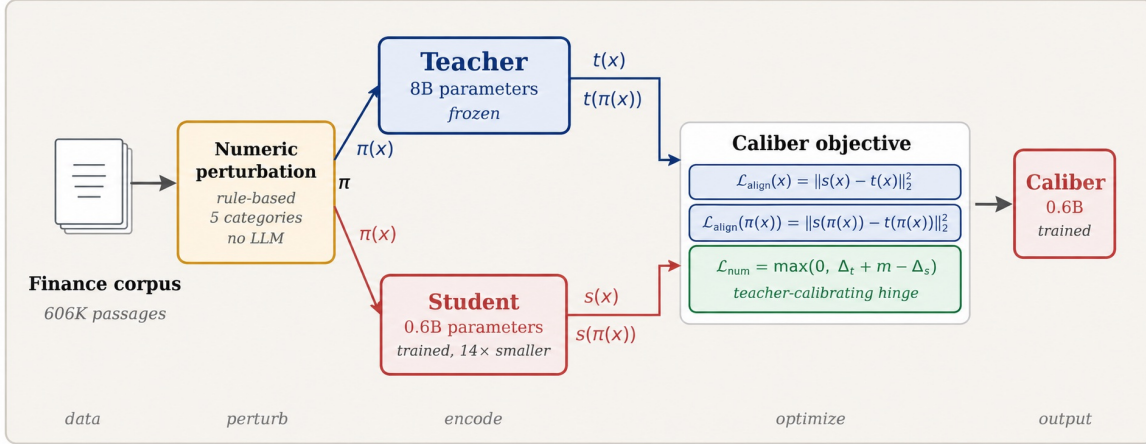 Finance corpus
606K passages
Numeric
perturbation
rule-based
5 categories
no LLM
π
π(x)
π(x)
Teacher
8B parameters
frozen
Student
0.6B parameters
trained, 14× smaller
t(x)
t(π(x))
s(x)
s(π(x))
Caliber objective
ℒalign(x) = ‖s(x) − t(x)‖₂²
ℒalign(π(x)) = ‖s(π(x)) − t(π(x))‖₂²
ℒnum = max(0, Δₜ + m − Δₛ)
teacher-calibrating hinge
Caliber
0.6B
trained
data
perturb
encode
optimize
output